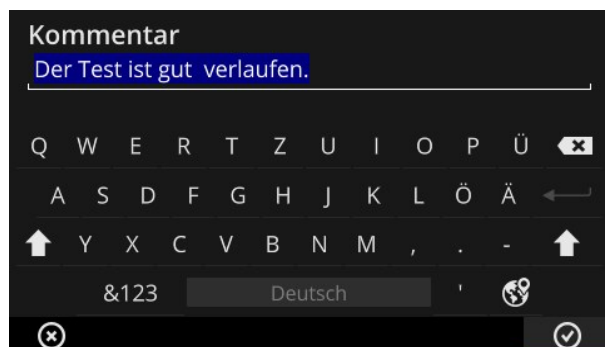 Kommentar
Der Test ist gut  verlaufen.
Q W E R T Z U I O P Ü
A S D F G H J K L Ö Ä
Y X C V B N M , . -
&123 Deutsch '